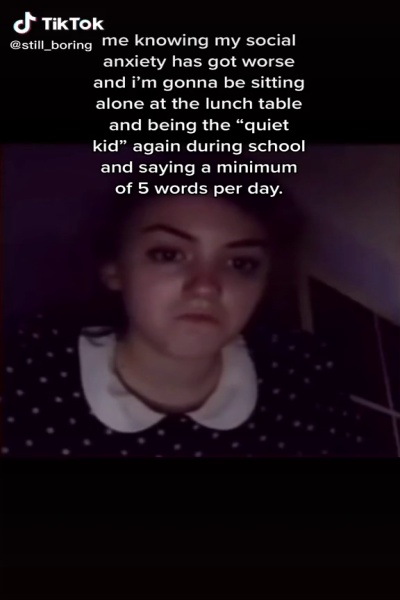 TikTok
@still_boring
me knowing my social
anxiety has got worse
and i'm gonna be sitting
alone at the lunch table
and being the “quiet
kid” again during school
and saying a minimum
of 5 words per day.